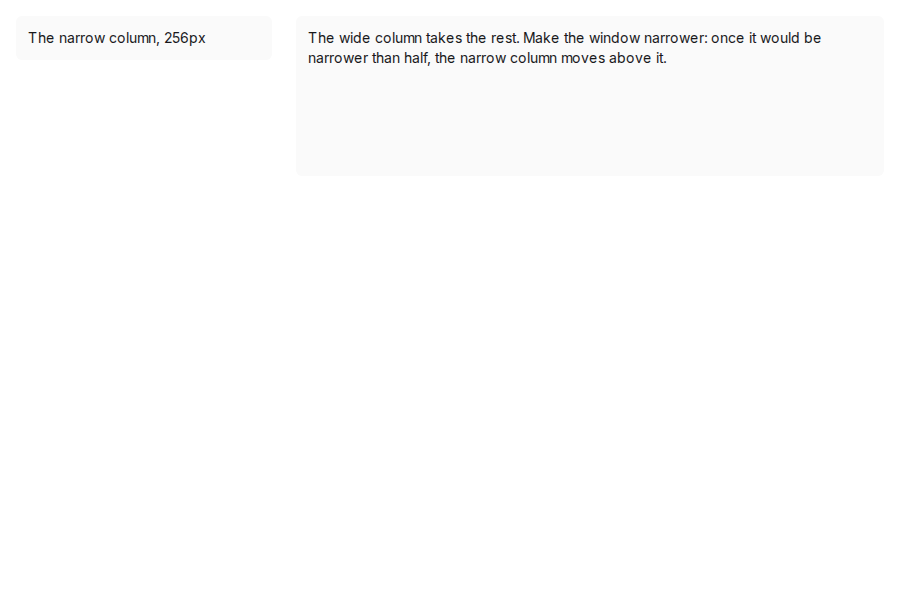 The narrow column, 256px
The wide column takes the rest. Make the window narrower: once it would be
narrower than half, the narrow column moves above it.